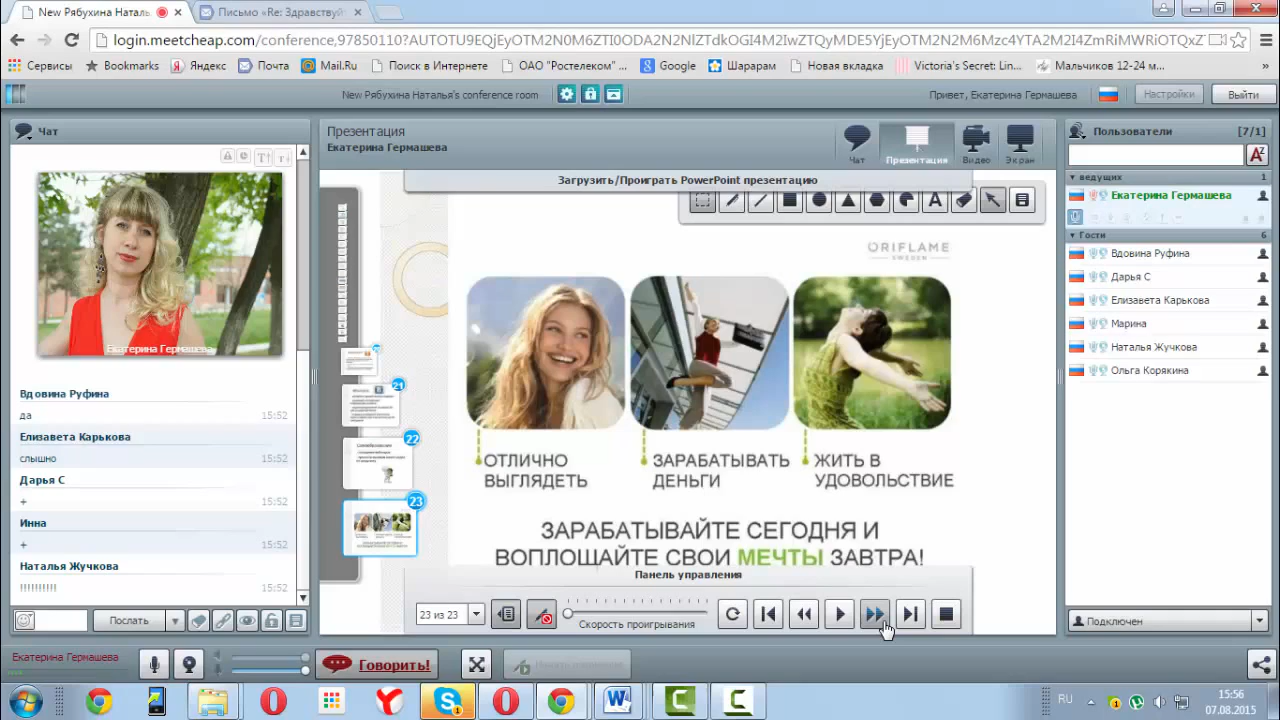 New Рябухина Наталь
Письмо «Re: Здравствуй
login.meetcheap.com/conference,97850110?AUTOTU9EQjEyOTM2N0M6ZTI0ODA2N2NlZTdkOGI4M2IwZTQyMDE5YjEyOTM2N2M6Mzc4YTA2M2I4ZmRiMWRiOTQxZ
Сервисы
Bookmarks
Яндекс
Почта
Mail.Ru
Поиск в Интернете
ОАО "Ростелеком" ...
Google
Шарарам
Новая вкладка
Victoria's Secret: Lin...
Мальчиков 12-24 м...
New Рябухина Наталья's conference room
Привет, Екатерина Гермашева
Настройки
Выйти
Чат
Екатерина Гермашева
Вдовина Руфина
да 15:52
Елизавета Карькова
слышно 15:52
Дарья С
+ 15:52
Инна
+ 15:52
Наталья Жучкова
!!!!!!!!!! 15:52
Послать
Презентация
Екатерина Гермашева
Чат
Презентация
Видео
Экран
Загрузить/Проиграть PowerPoint презентацию
A
21
22
23
ORIFLAME
SWEDEN
ОТЛИЧНО
ВЫГЛЯДЕТЬ
ЗАРАБАТЫВАТЬ
ДЕНЬГИ
ЖИТЬ В
УДОВОЛЬСТВИЕ
ЗАРАБАТЫВАЙТЕ СЕГОДНЯ И
ВОПЛОЩАЙТЕ СВОИ МЕЧТЫ ЗАВТРА!
Панель управления
23 из 23
Скорость проигрывания
Пользователи [7/1]
ведущих 1
Екатерина Гермашева
Гости 6
Вдовина Руфина
Дарья С
Елизавета Карькова
Марина
Наталья Жучкова
Ольга Корякина
Подключен
Екатерина Гермашева
Говорить!
RU
15:56
07.08.2015